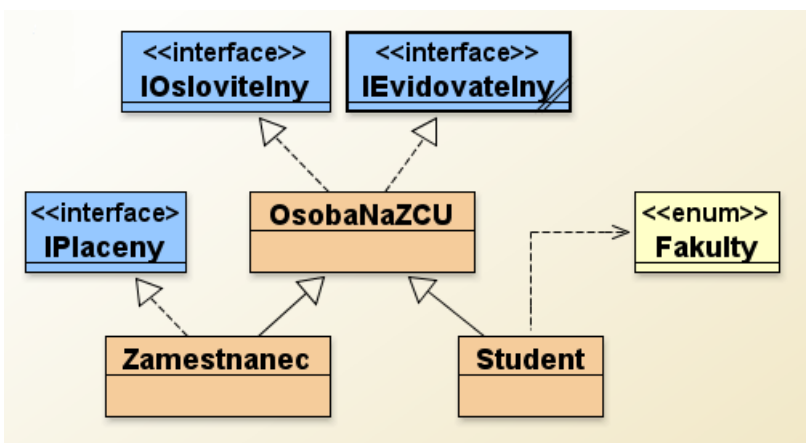 <<interface>>
IOslovitelny
<<interface>>
IEvidovatelny
<<interface>
IPlaceny
OsobaNaZCU
<<enum>>
Fakulty
Zamestnanec
Student